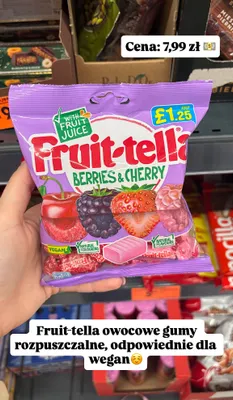 Cena: 7,99 zł 💵
WITH
FRUIT
JUICE
£1.25
Fruit-tella
BERRIES & CHERRY
VEGAN
Fruit-tella owocowe gumy
rozpuszczalne, odpowiednie dla
wegan☺️